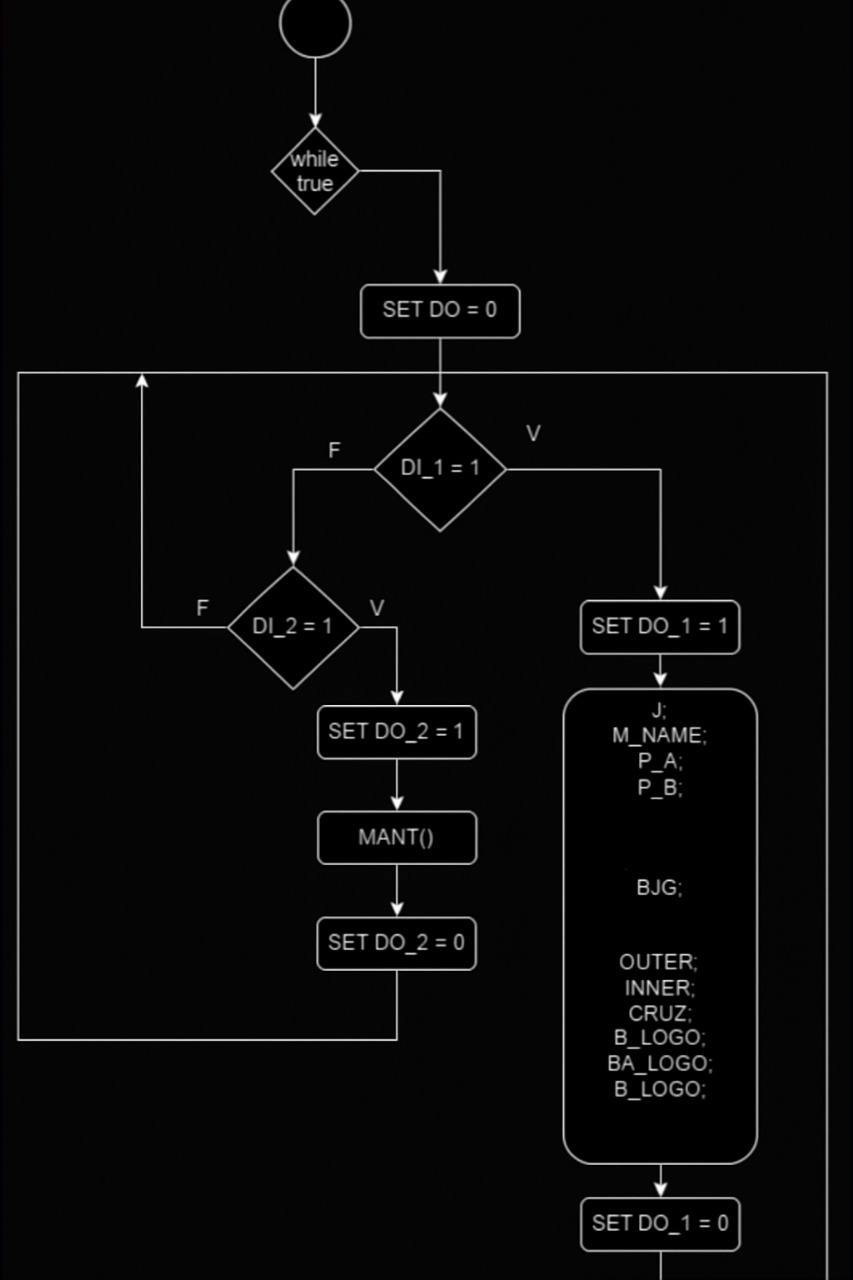 while
true
SET DO = 0
F
V
DI_1 = 1
F
V
DI_2 = 1
SET DO_1 = 1
SET DO_2 = 1
MANT()
SET DO_2 = 0
J;
M_NAME;
P_A;
P_B;
BJG;
OUTER;
INNER;
CRUZ;
B_LOGO;
BA_LOGO;
B_LOGO;
SET DO_1 = 0